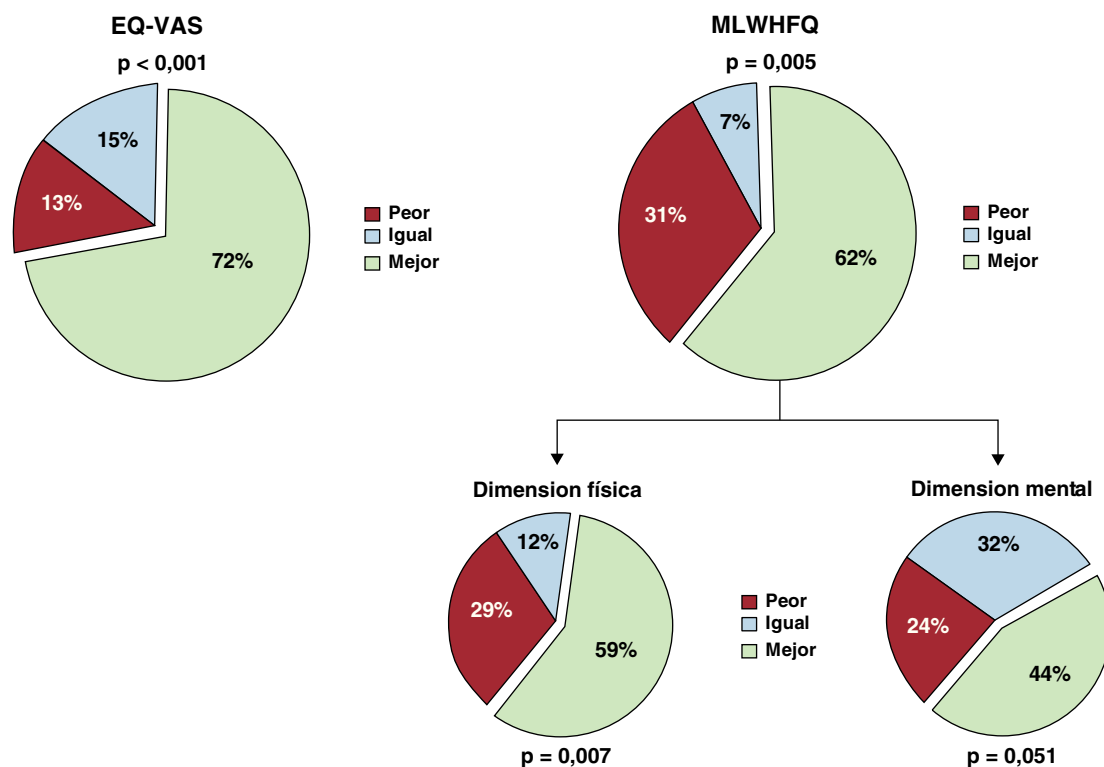 EQ-VAS
p < 0,001
15%
13%
72%
Peor
Igual
Mejor
MLWHFQ
p = 0,005
7%
31%
62%
Peor
Igual
Mejor
Dimension física
12%
29%
59%
p = 0,007
Peor
Igual
Mejor
Dimension mental
32%
24%
44%
p = 0,051